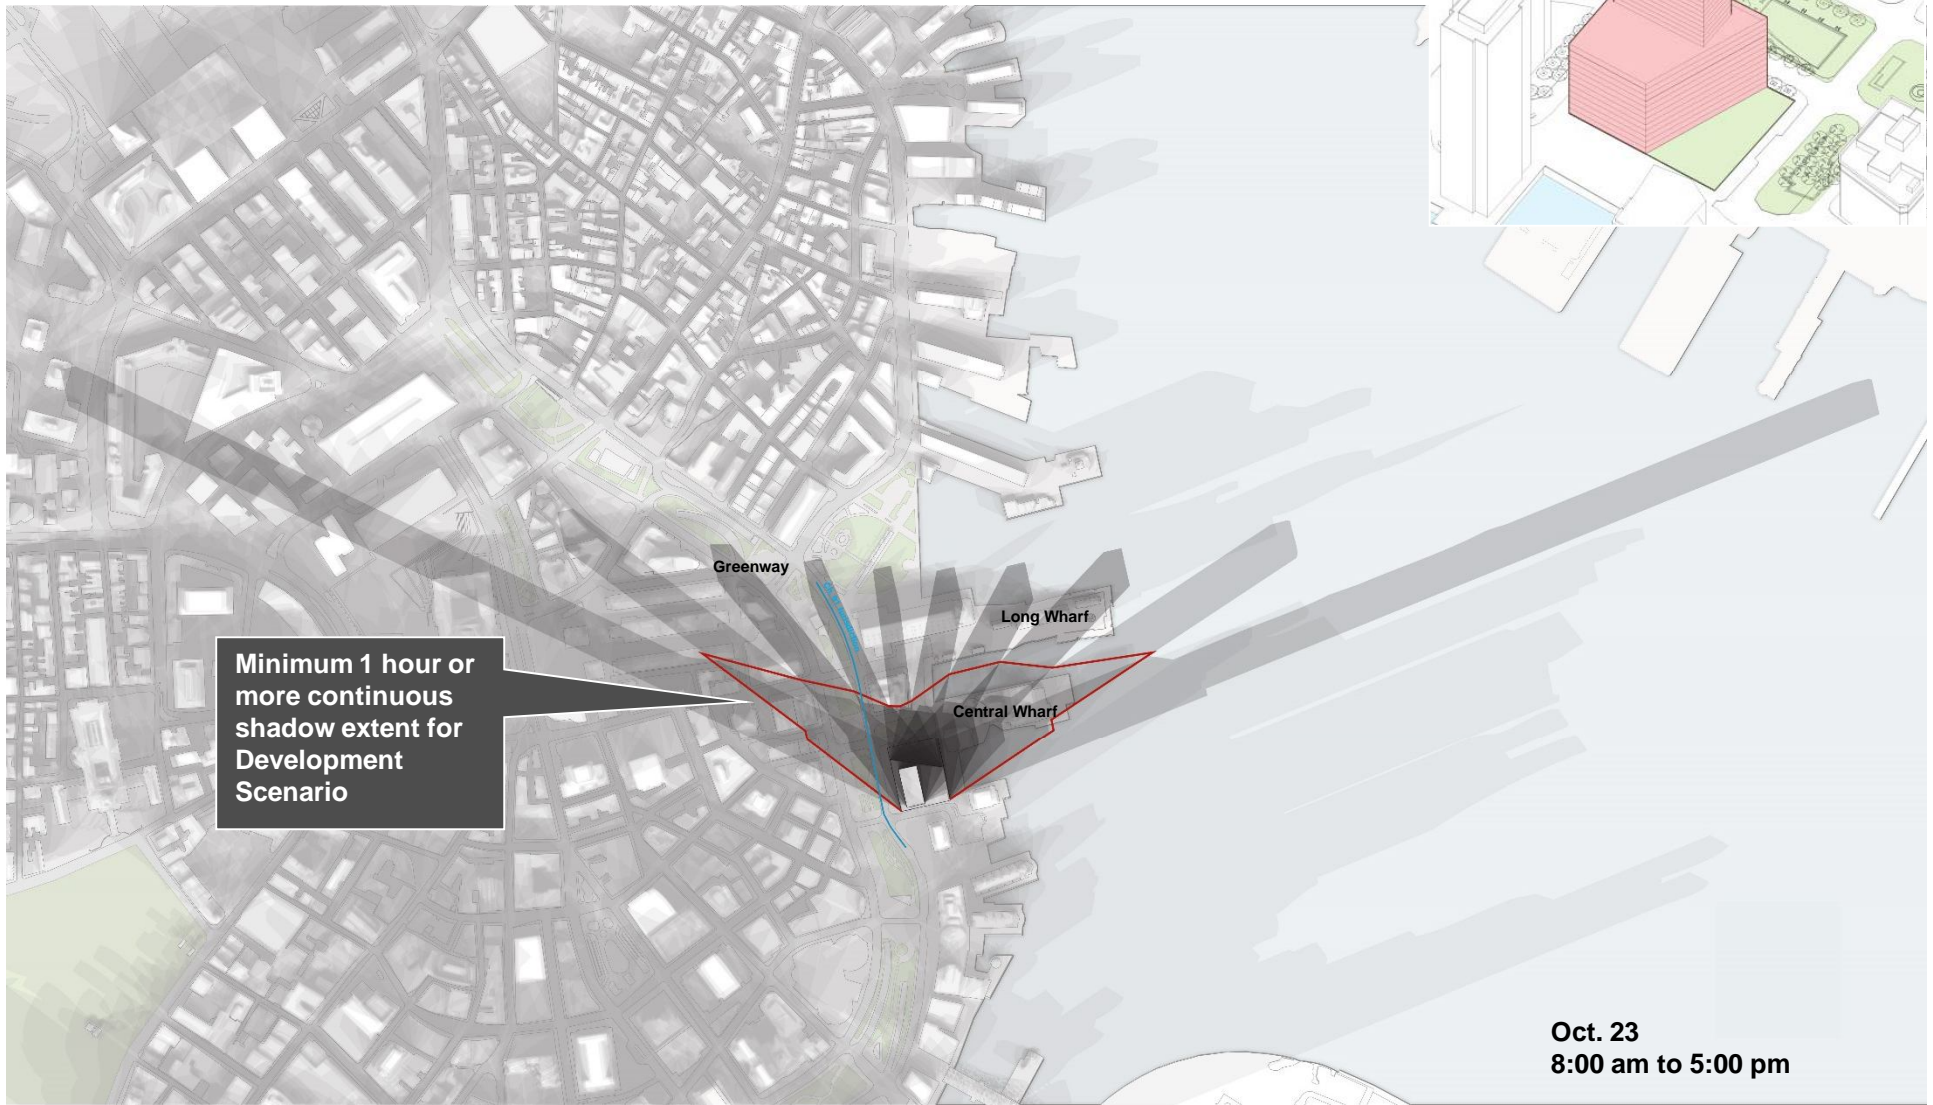 Greenway
Long Wharf
Minimum 1 hour or
more continuous
shadow extent for
Development
Scenario
Central Wharf
Oct. 23
8:00 am to 5:00 pm